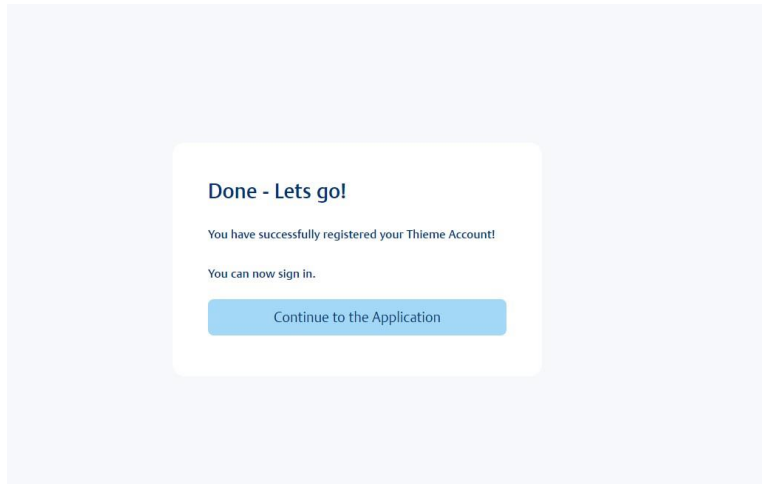 Done - Lets go!
You have successfully registered your Thieme Account!
You can now sign in.
Continue to the Application